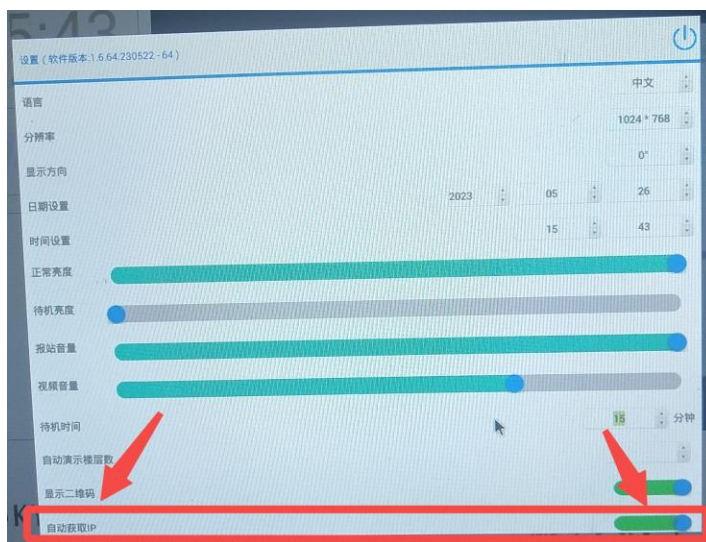 5:43
设置 ( 软件版本:1.6.64.230522 - 64 )
语言 中文
分辨率 1024 * 768
显示方向 0°
日期设置 2023 05 26
时间设置 15 43
正常亮度
待机亮度
报站音量
视频音量
待机时间 15 分钟
自动演示楼层数
显示二维码
自动获取IP